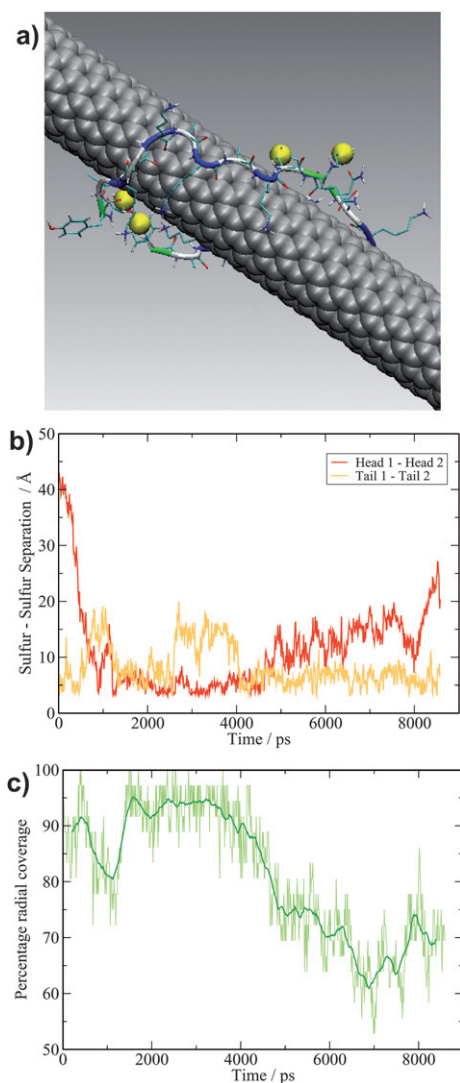 a)
b)
50
40
30
20
10
0
Sulfur - Sulfur Separation / Å
Head 1 - Head 2
Tail 1 - Tail 2
0 2000 4000 6000 8000
Time / ps
c)
100
90
80
70
60
50
Percentage radial coverage
0 2000 4000 6000 8000
Time / ps